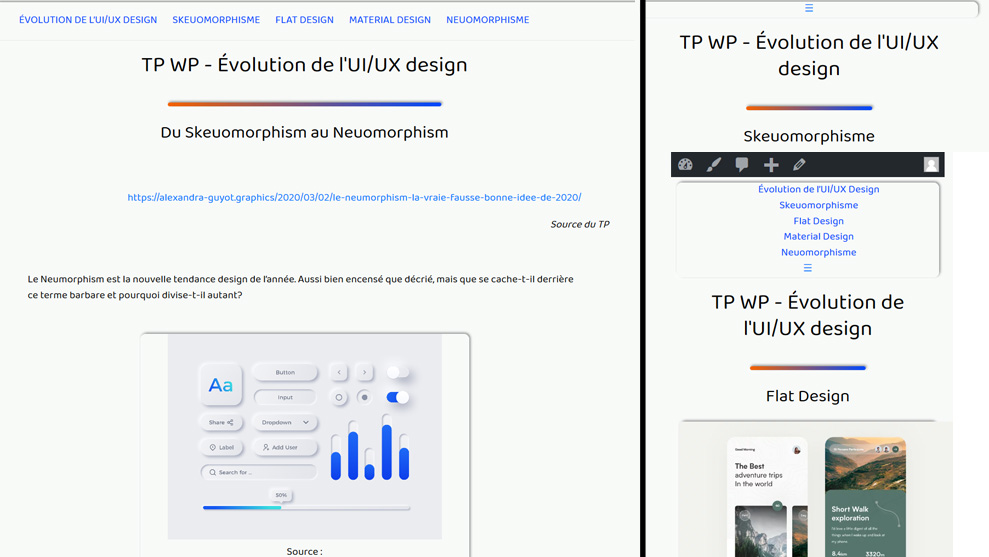 ÉVOLUTION DE L'UI/UX DESIGN SKEUOMORPHISME FLAT DESIGN MATERIAL DESIGN NEUOMORPHISME
TP WP - Évolution de l'UI/UX design
Du Skeuomorphism au Neuomorphism
https://alexandra-guyot.graphics/2020/03/02/le-neumorphism-la-vraie-fausse-bonne-idee-de-2020/
Source du TP
Le Neumorphism est la nouvelle tendance design de l'année. Aussi bien encensé que décrié, mais que se cache-t-il derrière
ce terme barbare et pourquoi divise-t-il autant?
Aa
Button
Input
Share
Dropdown
Label
Add User
Search for ...
50%
Source :
TP WP - Évolution de l'UI/UX
design
Skeuomorphisme
Évolution de l'UI/UX Design
Skeuomorphisme
Flat Design
Material Design
Neuomorphisme
TP WP - Évolution de
l'UI/UX design
Flat Design
Good Morning
The Best
adventure trips
In the world
Short Walk
exploration
8.4km
3320